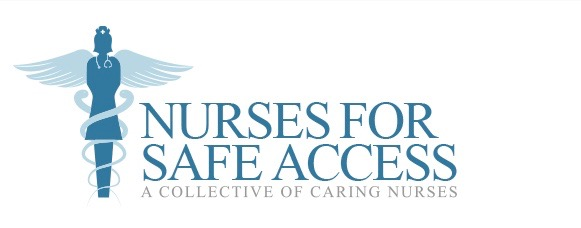 NURSES FOR
SAFE ACCESS
A COLLECTIVE OF CARING NURSES